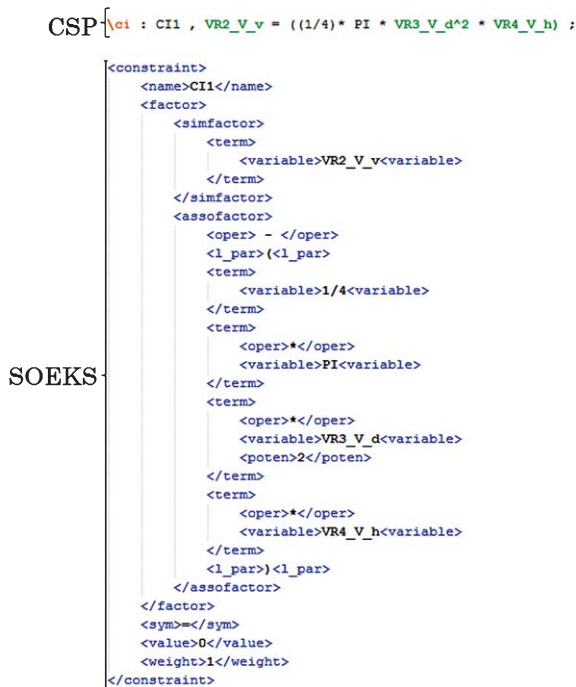 CSP \ci : CI1 , VR2_V_v = ((1/4)* PI * VR3_V_d^2 * VR4_V_h) ;
<constraint>
<name>CI1</name>
<factor>
<simfactor>
<term>
<variable>VR2_V_v<variable>
</term>
</simfactor>
<assofactor>
<oper> - </oper>
<l_par>(<l_par>
<term>
<variable>1/4<variable>
</term>
<term>
<oper>*</oper>
<variable>PI<variable>
</term>
<term>
<oper>*</oper>
<variable>VR3_V_d<variable>
<poten>2</poten>
</term>
<term>
<oper>*</oper>
<variable>VR4_V_h<variable>
</term>
<l_par>)<l_par>
</assofactor>
</factor>
<sym>=</sym>
<value>0</value>
<weight>1</weight>
</constraint>
SOEKS